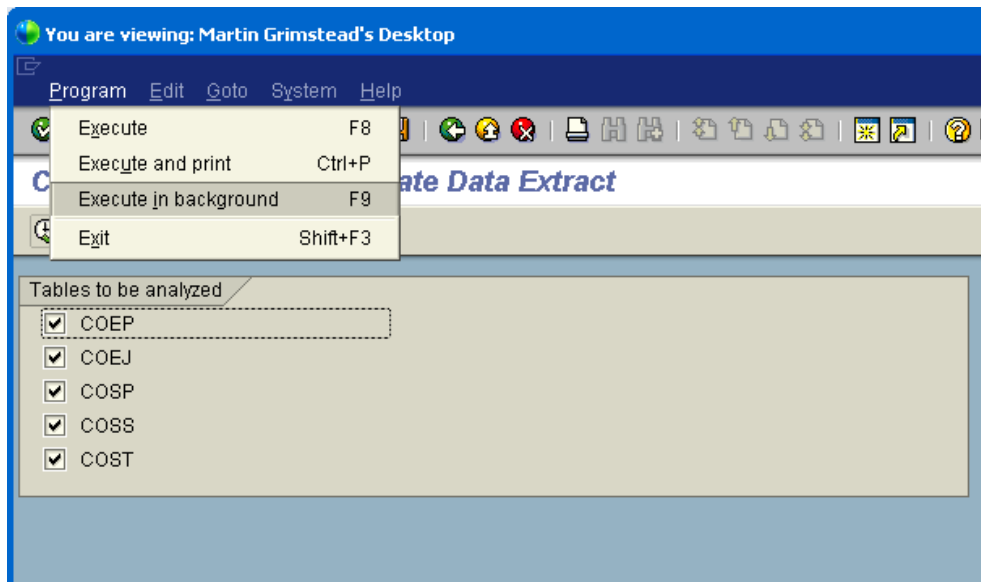 You are viewing: Martin Grimstead's Desktop
Program Edit Goto System Help
Execute F8
Execute and print Ctrl+P
Execute in background F9
Exit Shift+F3
ate Data Extract
Tables to be analyzed
COEP
COEJ
COSP
COSS
COST